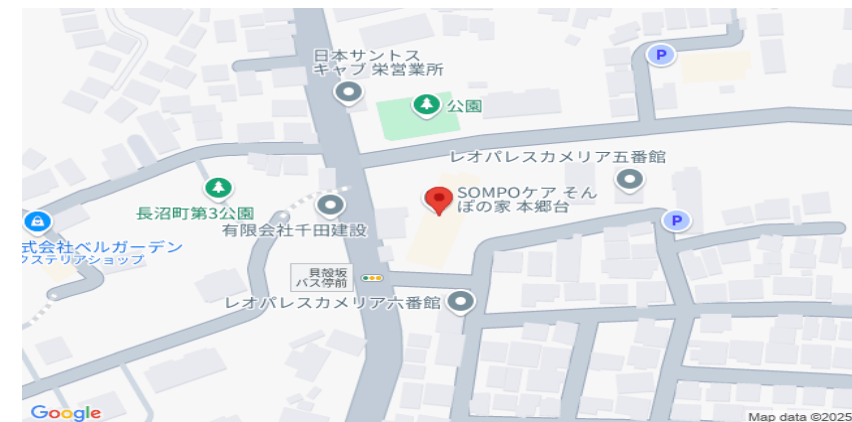 日本サントス
キャブ 栄営業所
P
公園
レオパレスカメリア五番館
SOMPOケア そん
ぽの家 本郷台
長沼町第3公園
有限会社千田建設
P
式会社ベルガーデン
クステリアショップ
貝殻坂
バス停前
レオパレスカメリア六番館
Google
Map data ©2025